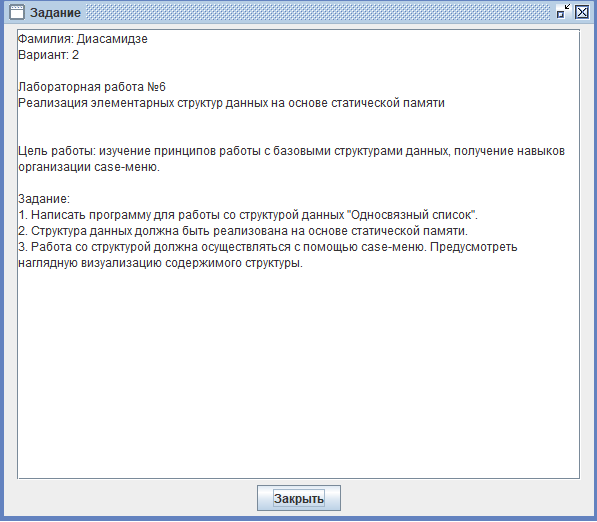 Задание
Фамилия: Диасамидзе
Вариант: 2
Лабораторная работа №6
Реализация элементарных структур данных на основе статической памяти
Цель работы: изучение принципов работы с базовыми структурами данных, получение навыков
организации case-меню.
Задание:
1. Написать программу для работы со структурой данных "Односвязный список".
2. Структура данных должна быть реализована на основе статической памяти.
3. Работа со структурой должна осуществляться с помощью case-меню. Предусмотреть
наглядную визуализацию содержимого структуры.
Закрыть